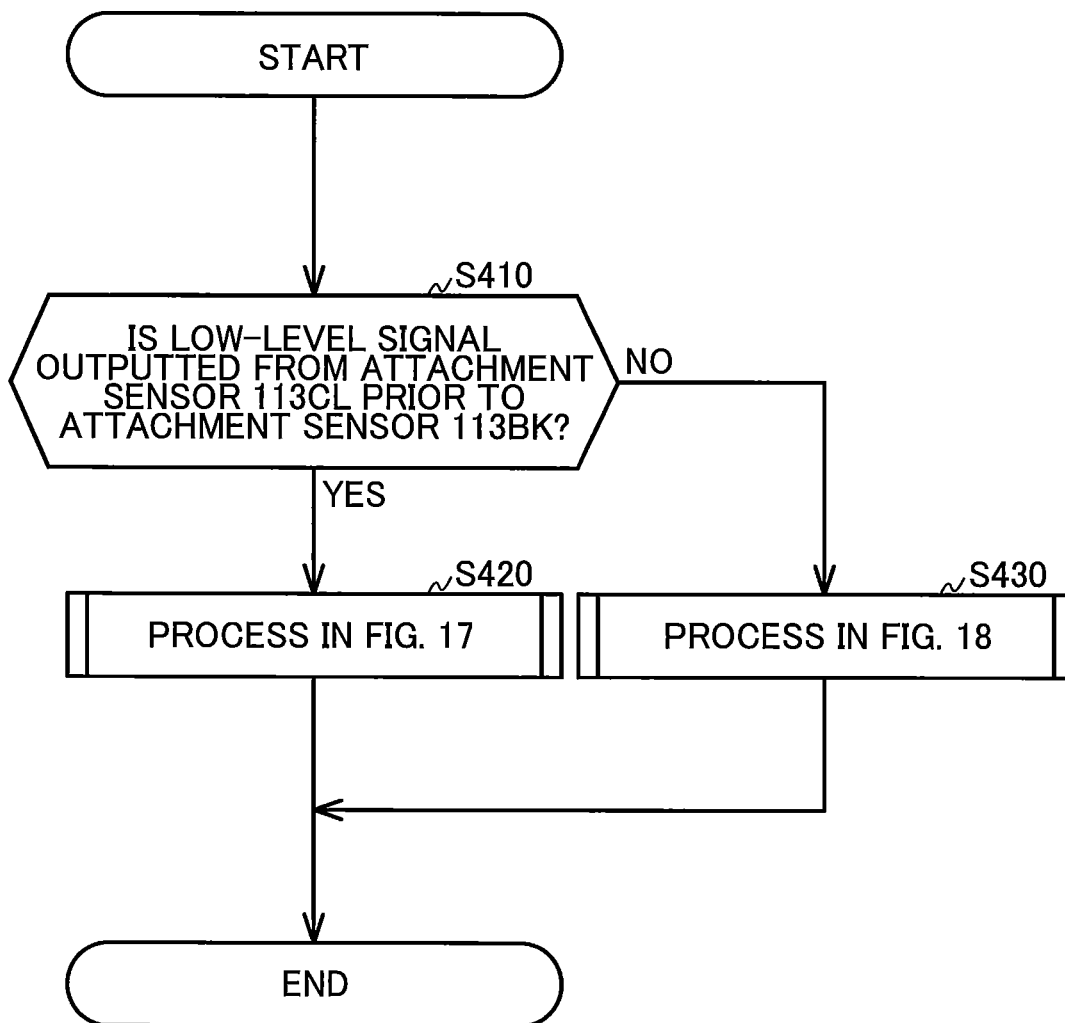 START
S410
IS LOW-LEVEL SIGNAL
OUTPUTTED FROM ATTACHMENT
SENSOR 113CL PRIOR TO
ATTACHMENT SENSOR 113BK?
NO
YES
S420
PROCESS IN FIG. 17
S430
PROCESS IN FIG. 18
END